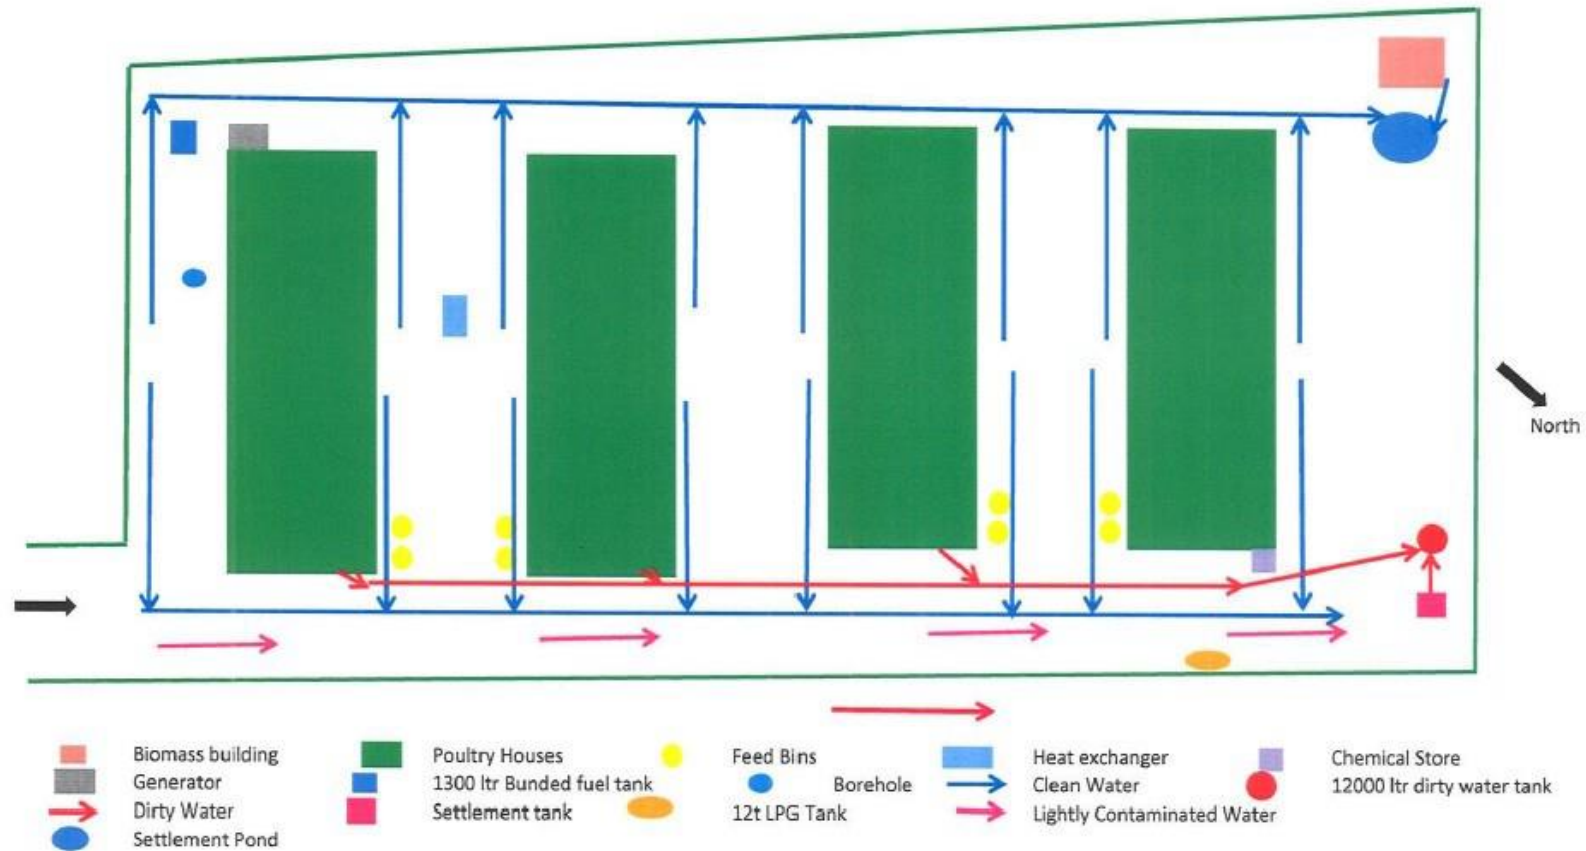 North
Biomass building
Poultry Houses
Feed Bins
Heat exchanger
Chemical Store
Generator
1300 ltr Bunded fuel tank
Borehole
Clean Water
12000 ltr dirty water tank
Dirty Water
Settlement tank
12t LPG Tank
Lightly Contaminated Water
Settlement Pond